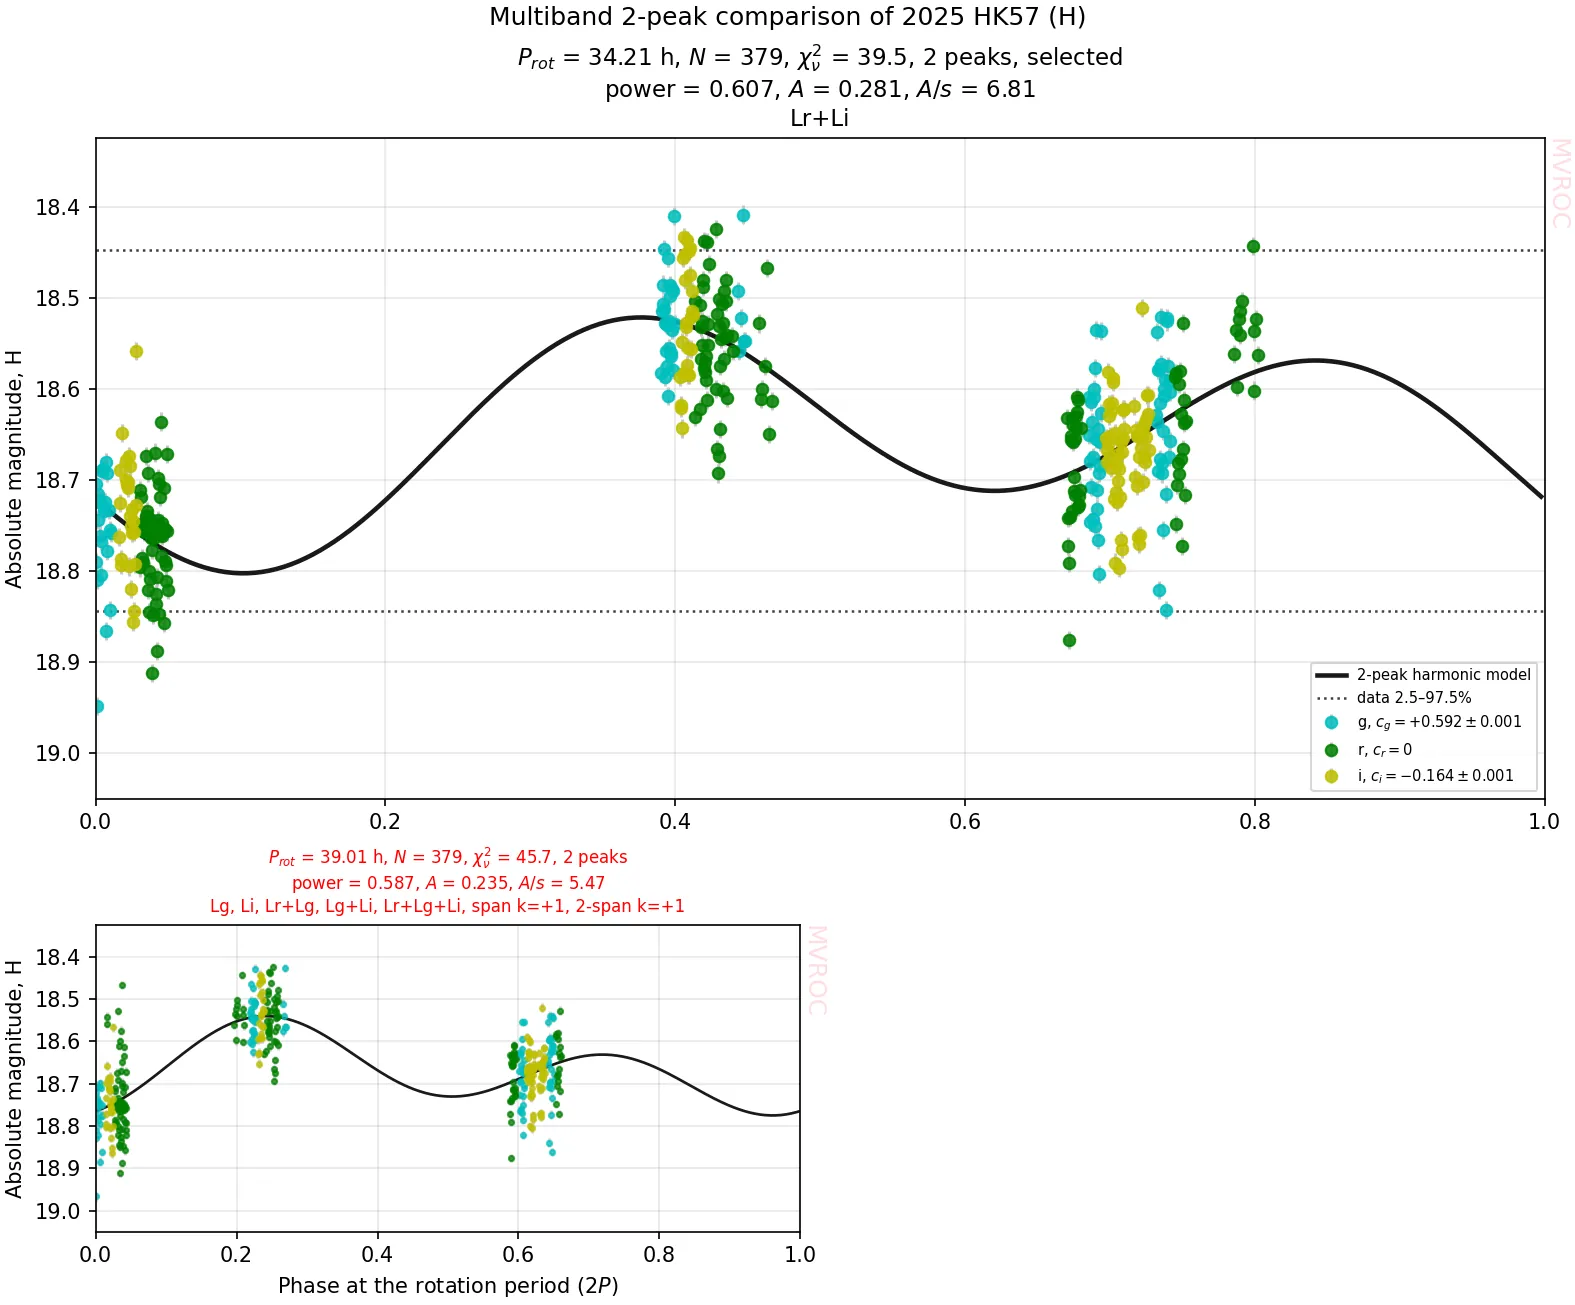 Multiband 2-peak comparison of 2025 HK57 (H)
P_rot = 34.21 h, N = 379, χ²_ν = 39.5, 2 peaks, selected
power = 0.607, A = 0.281, A/s = 6.81
Lr+Li
MVROC
Absolute magnitude, H
18.4
18.5
18.6
18.7
18.8
18.9
19.0
2-peak harmonic model
data 2.5–97.5%
g, c_g = +0.592 ± 0.001
r, c_r = 0
i, c_i = −0.164 ± 0.001
0.0 0.2 0.4 0.6 0.8 1.0
P_rot = 39.01 h, N = 379, χ²_ν = 45.7, 2 peaks
power = 0.587, A = 0.235, A/s = 5.47
Lg, Li, Lr+Lg, Lg+Li, Lr+Lg+Li, span k=+1, 2-span k=+1
MVROC
Absolute magnitude, H
18.4
18.5
18.6
18.7
18.8
18.9
19.0
0.0 0.2 0.4 0.6 0.8 1.0
Phase at the rotation period (2P)